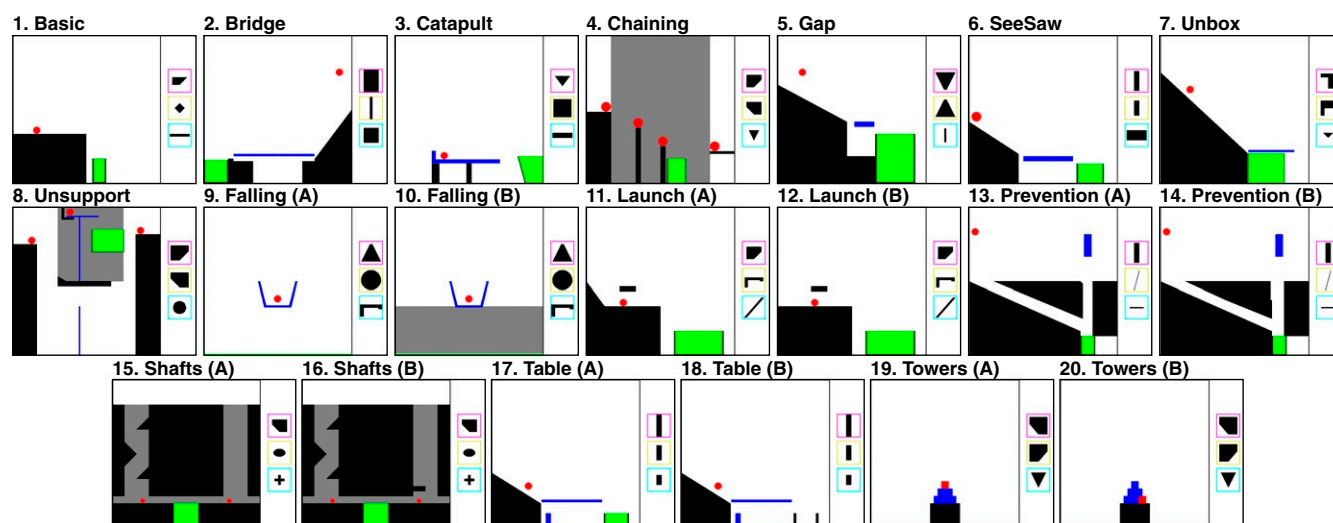 1. Basic
2. Bridge
3. Catapult
4. Chaining
5. Gap
6. SeeSaw
7. Unbox
8. Unsupport
9. Falling (A)
10. Falling (B)
11. Launch (A)
12. Launch (B)
13. Prevention (A)
14. Prevention (B)
15. Shafts (A)
16. Shafts (B)
17. Table (A)
18. Table (B)
19. Towers (A)
20. Towers (B)